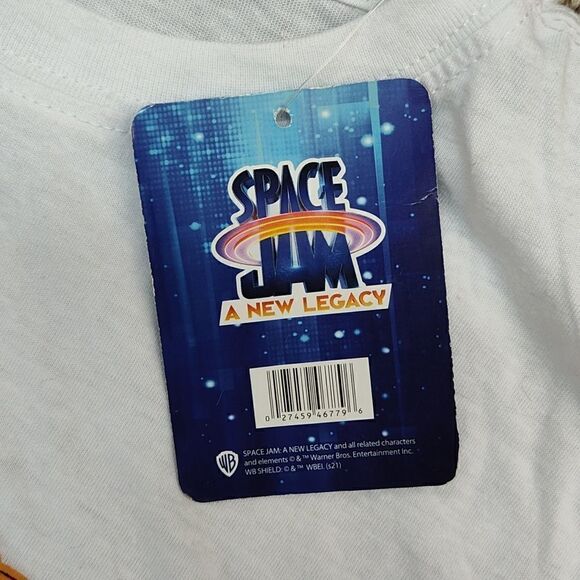 SPACE
JAM
A NEW LEGACY
0 27459 46779 6
SPACE JAM: A NEW LEGACY and all related characters
and elements © & ™ Warner Bros. Entertainment Inc.
WB SHIELD: © & ™ WBEI. (s21)
WB